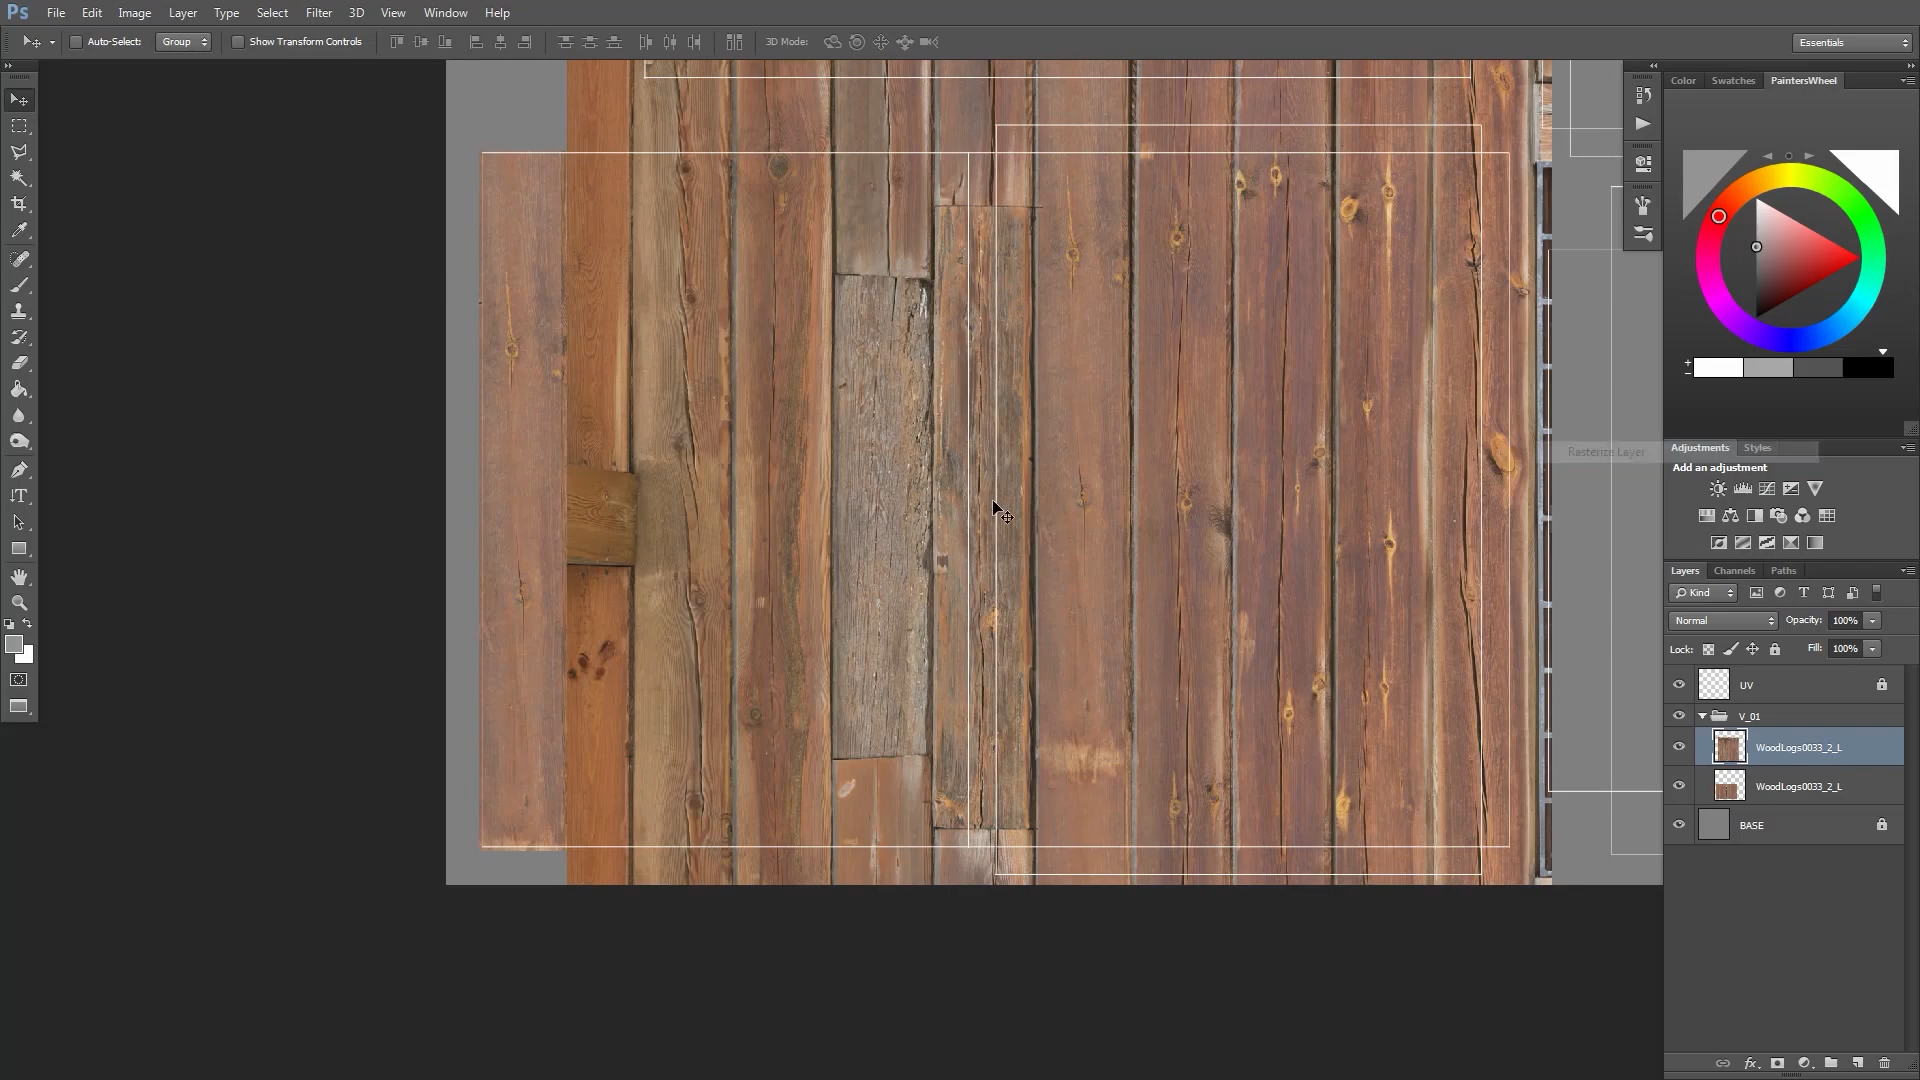 Ps File Edit Image Layer Type Select Filter 3D View Window Help
Auto-Select: Group Show Transform Controls 3D Mode: Essentials
Color Swatches PaintersWheel
Rasterize Layer
Adjustments Styles
Add an adjustment
Layers Channels Paths
Kind
Normal Opacity: 100%
Lock: Fill: 100%
UV
V_01
WoodLogs0033_2_L
WoodLogs0033_2_L
BASE
fx